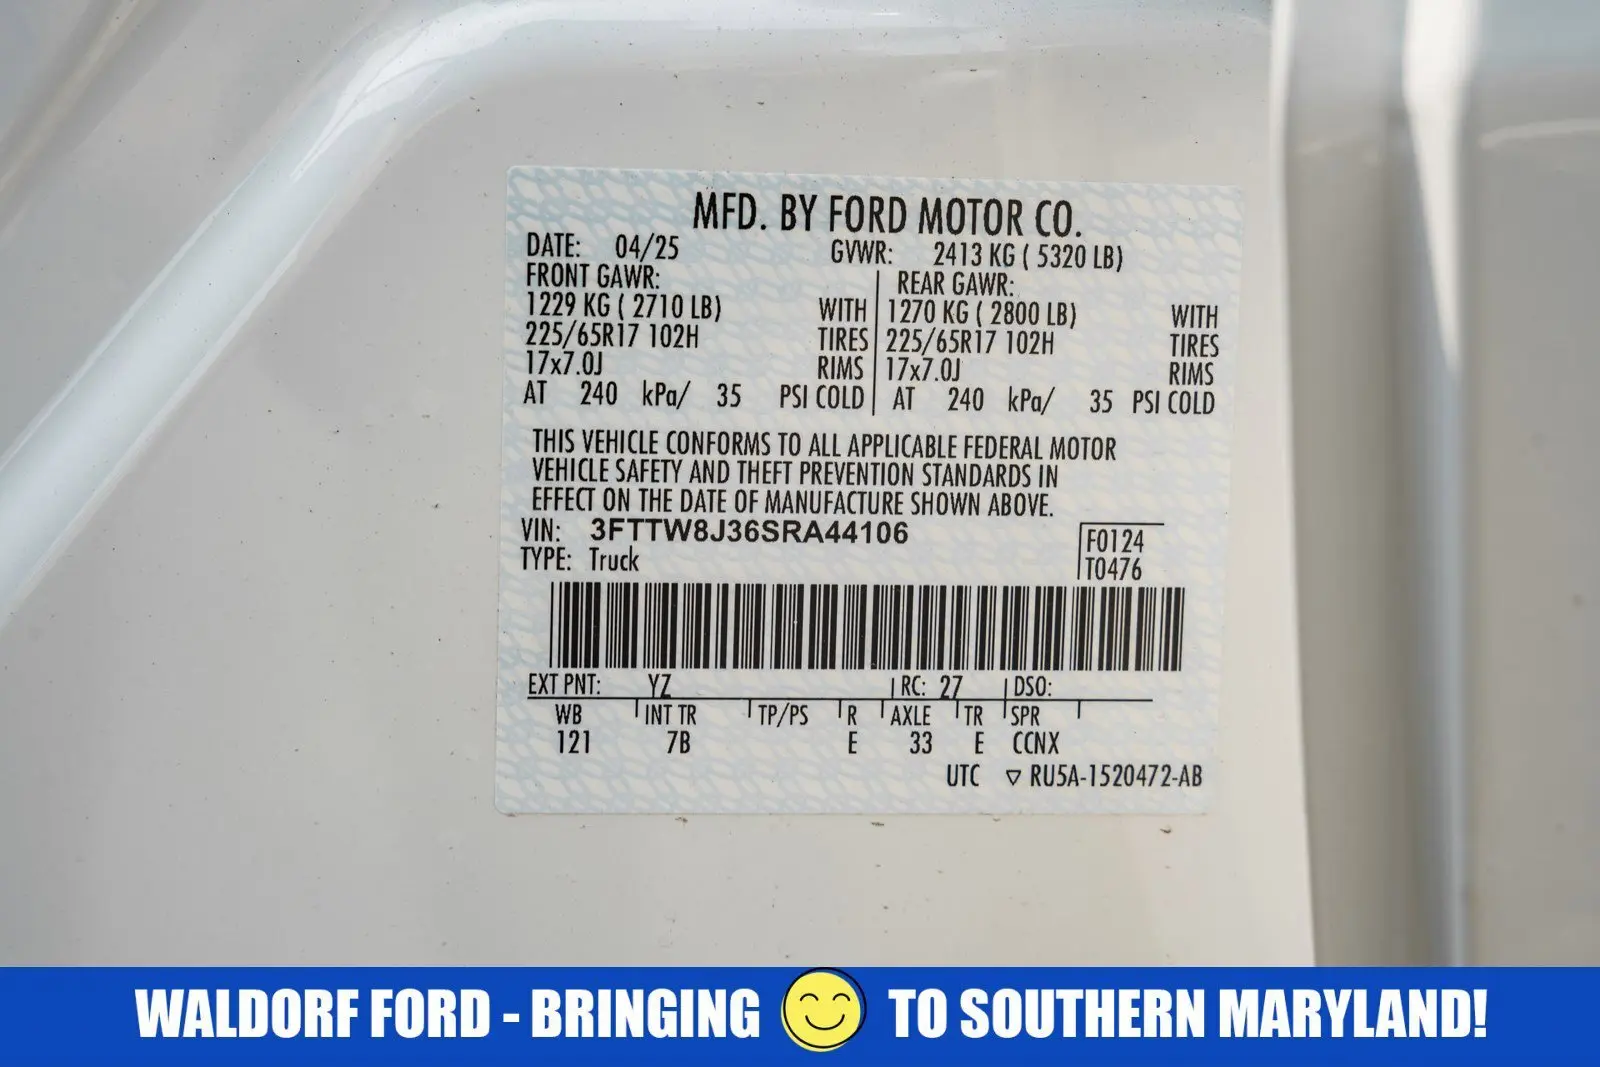 MFD. BY FORD MOTOR CO.
DATE: 04/25 GVWR: 2413 KG ( 5320 LB)
FRONT GAWR: REAR GAWR:
1229 KG ( 2710 LB) WITH 1270 KG ( 2800 LB) WITH
225/65R17 102H TIRES 225/65R17 102H TIRES
17x7.0J RIMS 17x7.0J RIMS
AT 240 kPa/ 35 PSI COLD AT 240 kPa/ 35 PSI COLD
THIS VEHICLE CONFORMS TO ALL APPLICABLE FEDERAL MOTOR
VEHICLE SAFETY AND THEFT PREVENTION STANDARDS IN
EFFECT ON THE DATE OF MANUFACTURE SHOWN ABOVE.
VIN: 3FTTW8J36SRA44106 F0124
TYPE: Truck T0476
EXT PNT: YZ RC: 27 DSO:
WB INT TR TP/PS R AXLE TR SPR
121 7B E 33 E CCNX
UTC ▽ RU5A-1520472-AB
WALDORF FORD - BRINGING TO SOUTHERN MARYLAND!